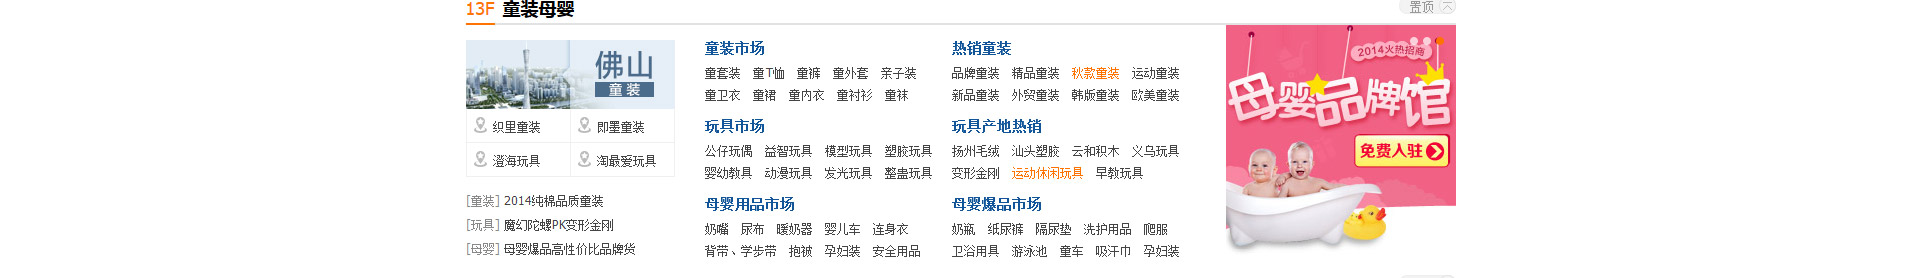 13F 童装母婴
置顶
佛山
童装
织里童装 即墨童装
澄海玩具 淘最爱玩具
[童装] 2014纯棉品质童装
[玩具] 魔幻陀螺PK变形金刚
[母婴] 母婴爆品高性价比品牌货
童装市场
童套装 童T恤 童裤 童外套 亲子装
童卫衣 童裙 童内衣 童衬衫 童袜
玩具市场
公仔玩偶 益智玩具 模型玩具 塑胶玩具
婴幼教具 动漫玩具 发光玩具 整蛊玩具
母婴用品市场
奶嘴 尿布 暖奶器 婴儿车 连身衣
背带、学步带 抱被 孕妇装 安全用品
热销童装
品牌童装 精品童装 秋款童装 运动童装
新品童装 外贸童装 韩版童装 欧美童装
玩具产地热销
扬州毛绒 汕头塑胶 云和积木 义乌玩具
变形金刚 运动休闲玩具 早教玩具
母婴爆品市场
奶瓶 纸尿裤 隔尿垫 洗护用品 爬服
卫浴用具 游泳池 童车 吸汗巾 孕妇装
2014火热招商
母婴品牌馆
免费入驻